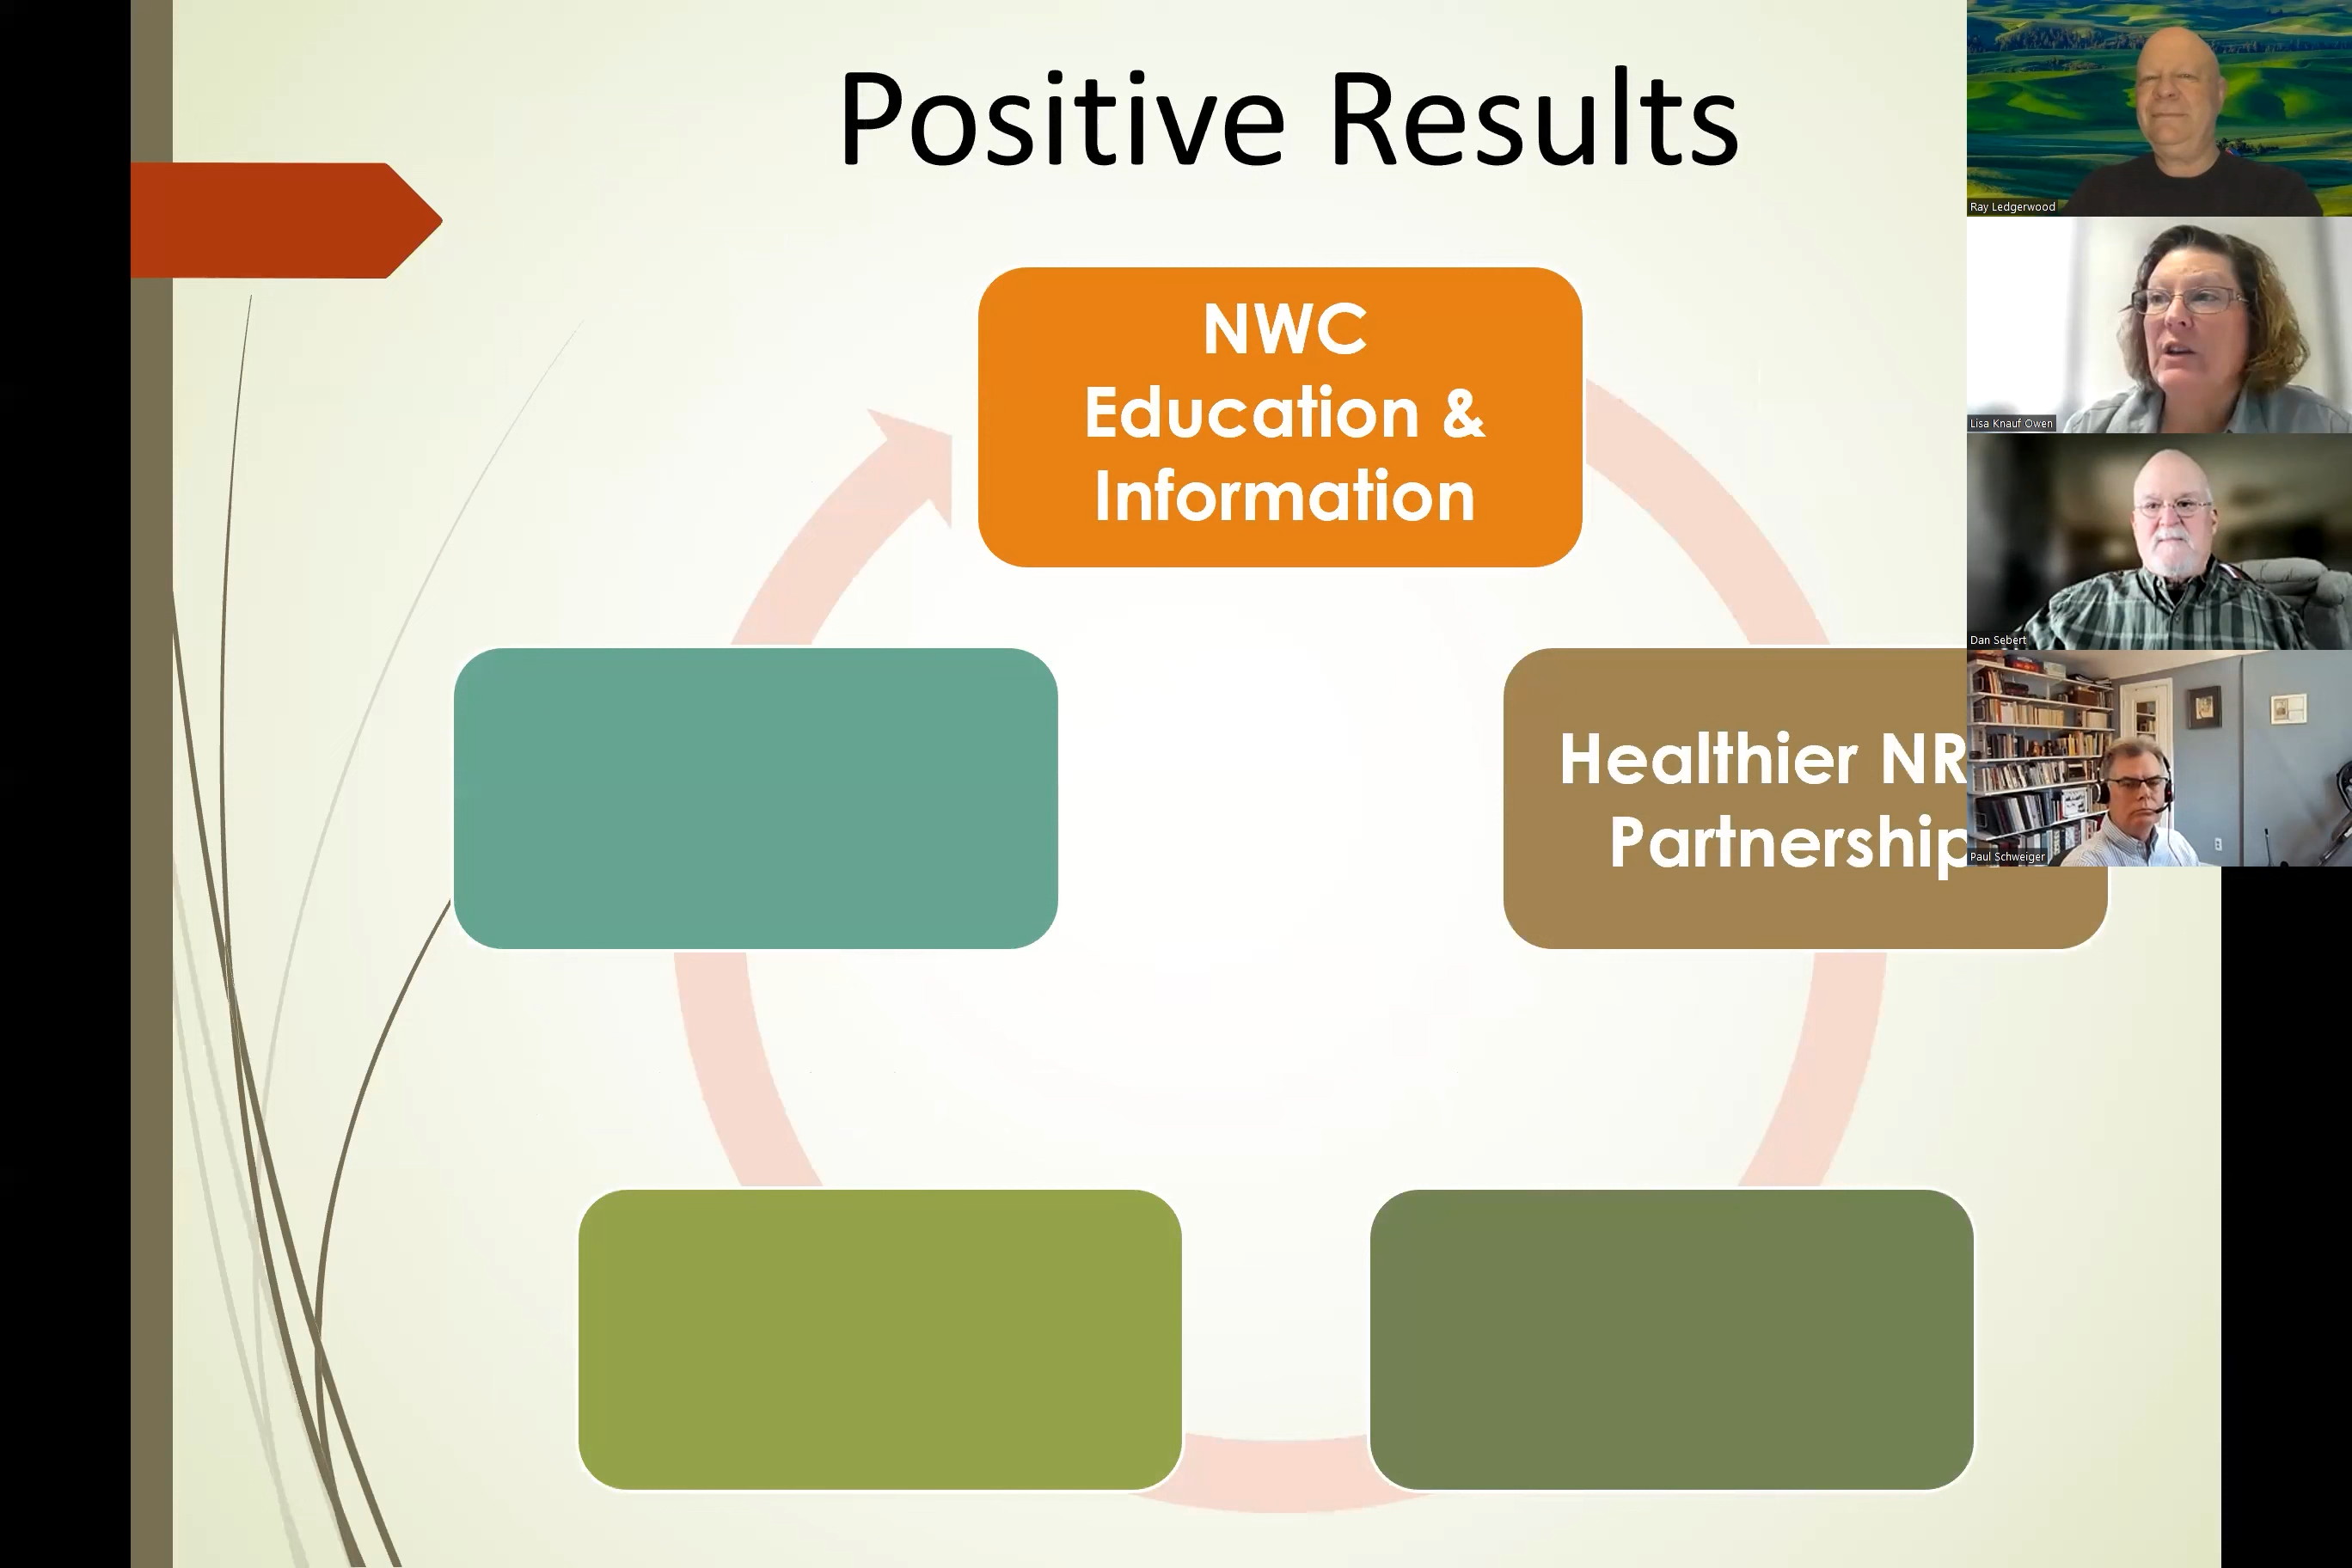 Positive Results
NWC
Education &
Information
Healthier NR
Partnership
Ray Ledgerwood
Lisa Knauf Owen
Dan Sebert
Paul Schweiger